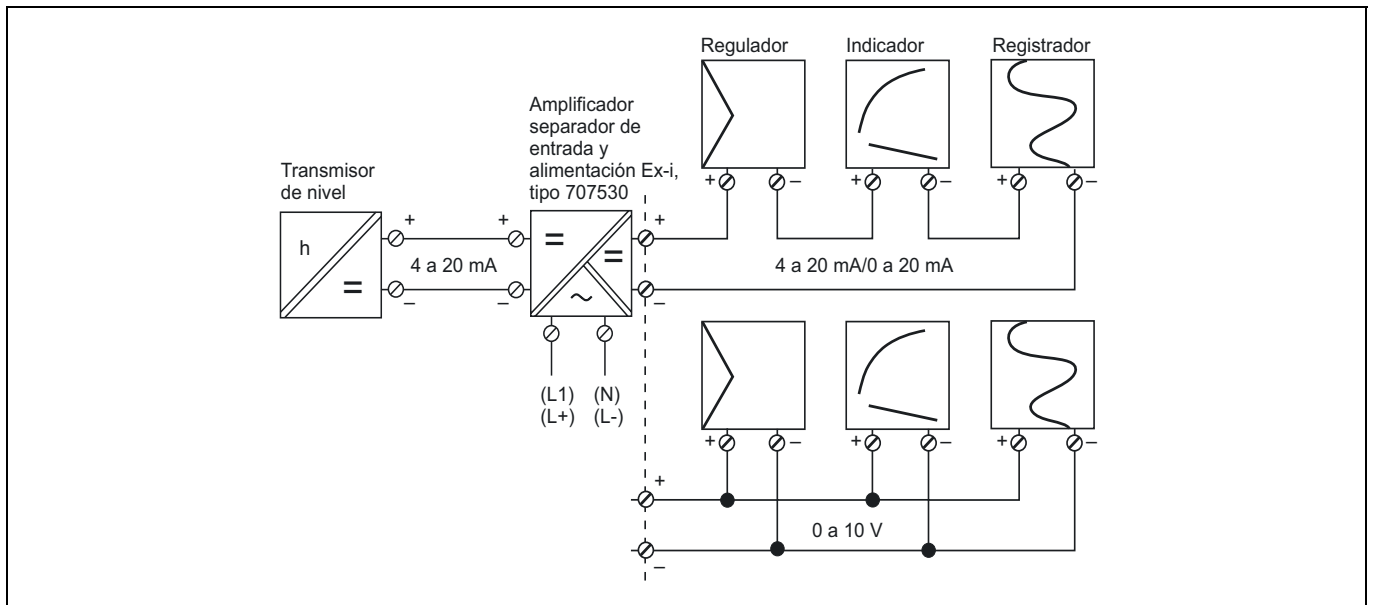 Regulador
Indicador
Registrador
Amplificador
separador de
entrada y
alimentación Ex-i,
tipo 707530
Transmisor
de nivel
+ – + – + –
+ + +
h
4 a 20 mA
4 a 20 mA/0 a 20 mA
– – –
(L1) (N)
(L+) (L-)
+ – + – + –
+
0 a 10 V
–